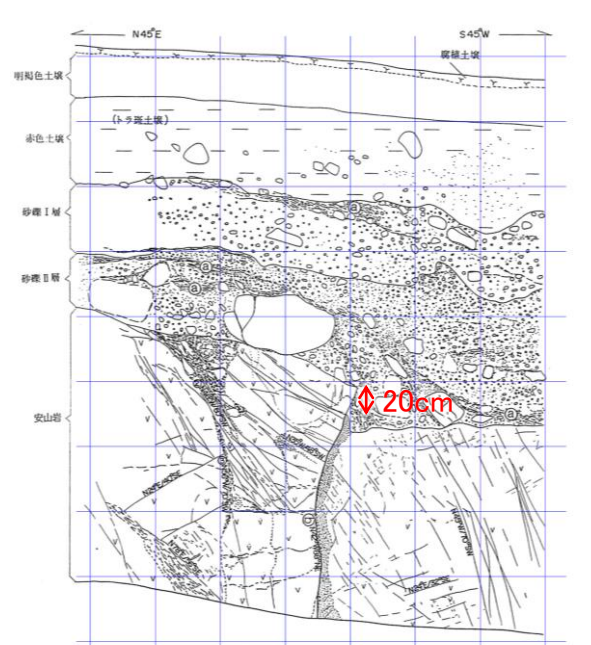 N45°E
S45°W
腐植土壌
明褐色土壌
(トラ斑土壌)
赤色土壌
砂礫Ⅰ層
ⓐ
砂礫Ⅱ層
ⓐ
ⓐ
20cm
安山岩
ⓐ
ⓑ